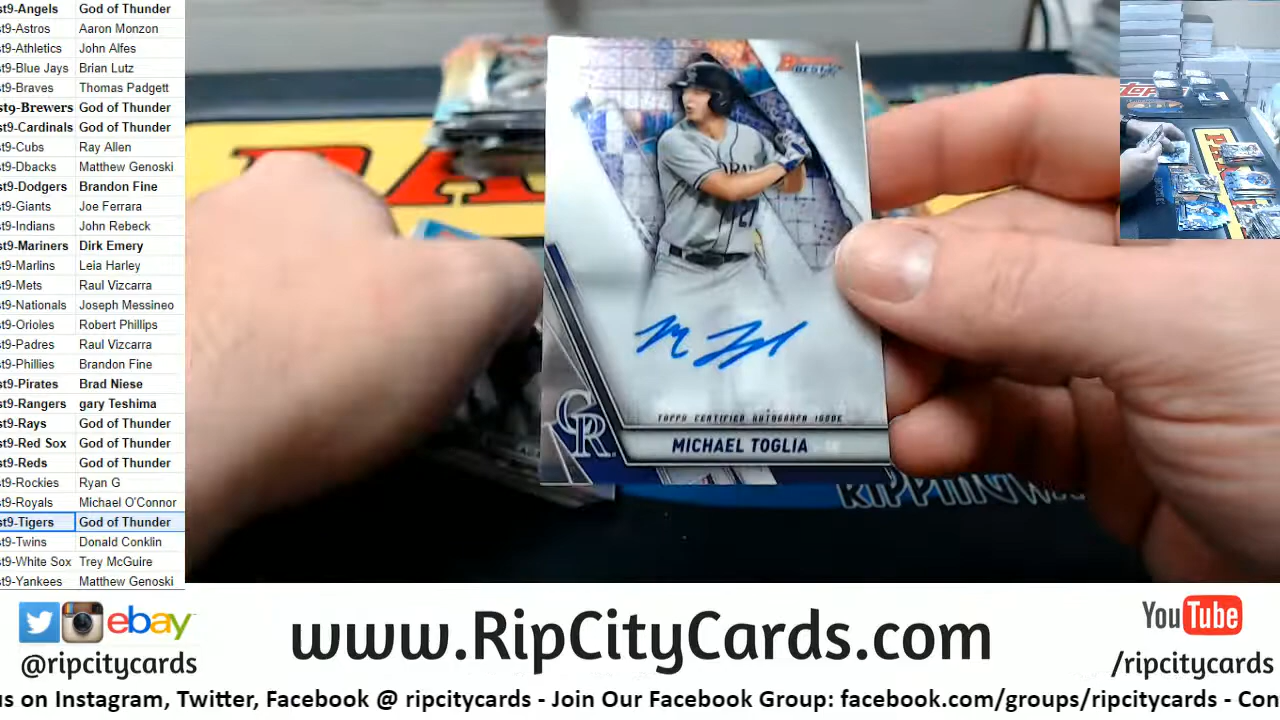 st9-Angels God of Thunder
st9-Astros Aaron Monzon
st9-Athletics John Alfes
st9-Blue Jays Brian Lutz
st9-Braves Thomas Padgett
st9-Brewers God of Thunder
st9-Cardinals God of Thunder
st9-Cubs Ray Allen
st9-Dbacks Matthew Genoski
st9-Dodgers Brandon Fine
st9-Giants Joe Ferrara
st9-Indians John Rebeck
st9-Mariners Dirk Emery
st9-Marlins Leia Harley
st9-Mets Raul Vizcarra
st9-Nationals Joseph Messineo
st9-Orioles Robert Phillips
st9-Padres Raul Vizcarra
st9-Phillies Brandon Fine
st9-Pirates Brad Niese
st9-Rangers gary Teshima
st9-Rays God of Thunder
st9-Red Sox God of Thunder
st9-Reds God of Thunder
st9-Rockies Ryan G
st9-Royals Michael O'Connor
st9-Tigers God of Thunder
st9-Twins Donald Conklin
st9-White Sox Trey McGuire
st9-Yankees Matthew Genoski
BEST
TOPPS CERTIFIED AUTOGRAPH ISSUE
CR
MICHAEL TOGLIA
ebay
@ripcitycards
www.RipCityCards.com
YouTube
/ripcitycards
us on Instagram, Twitter, Facebook @ ripcitycards - Join Our Facebook Group: facebook.com/groups/ripcitycards - Con